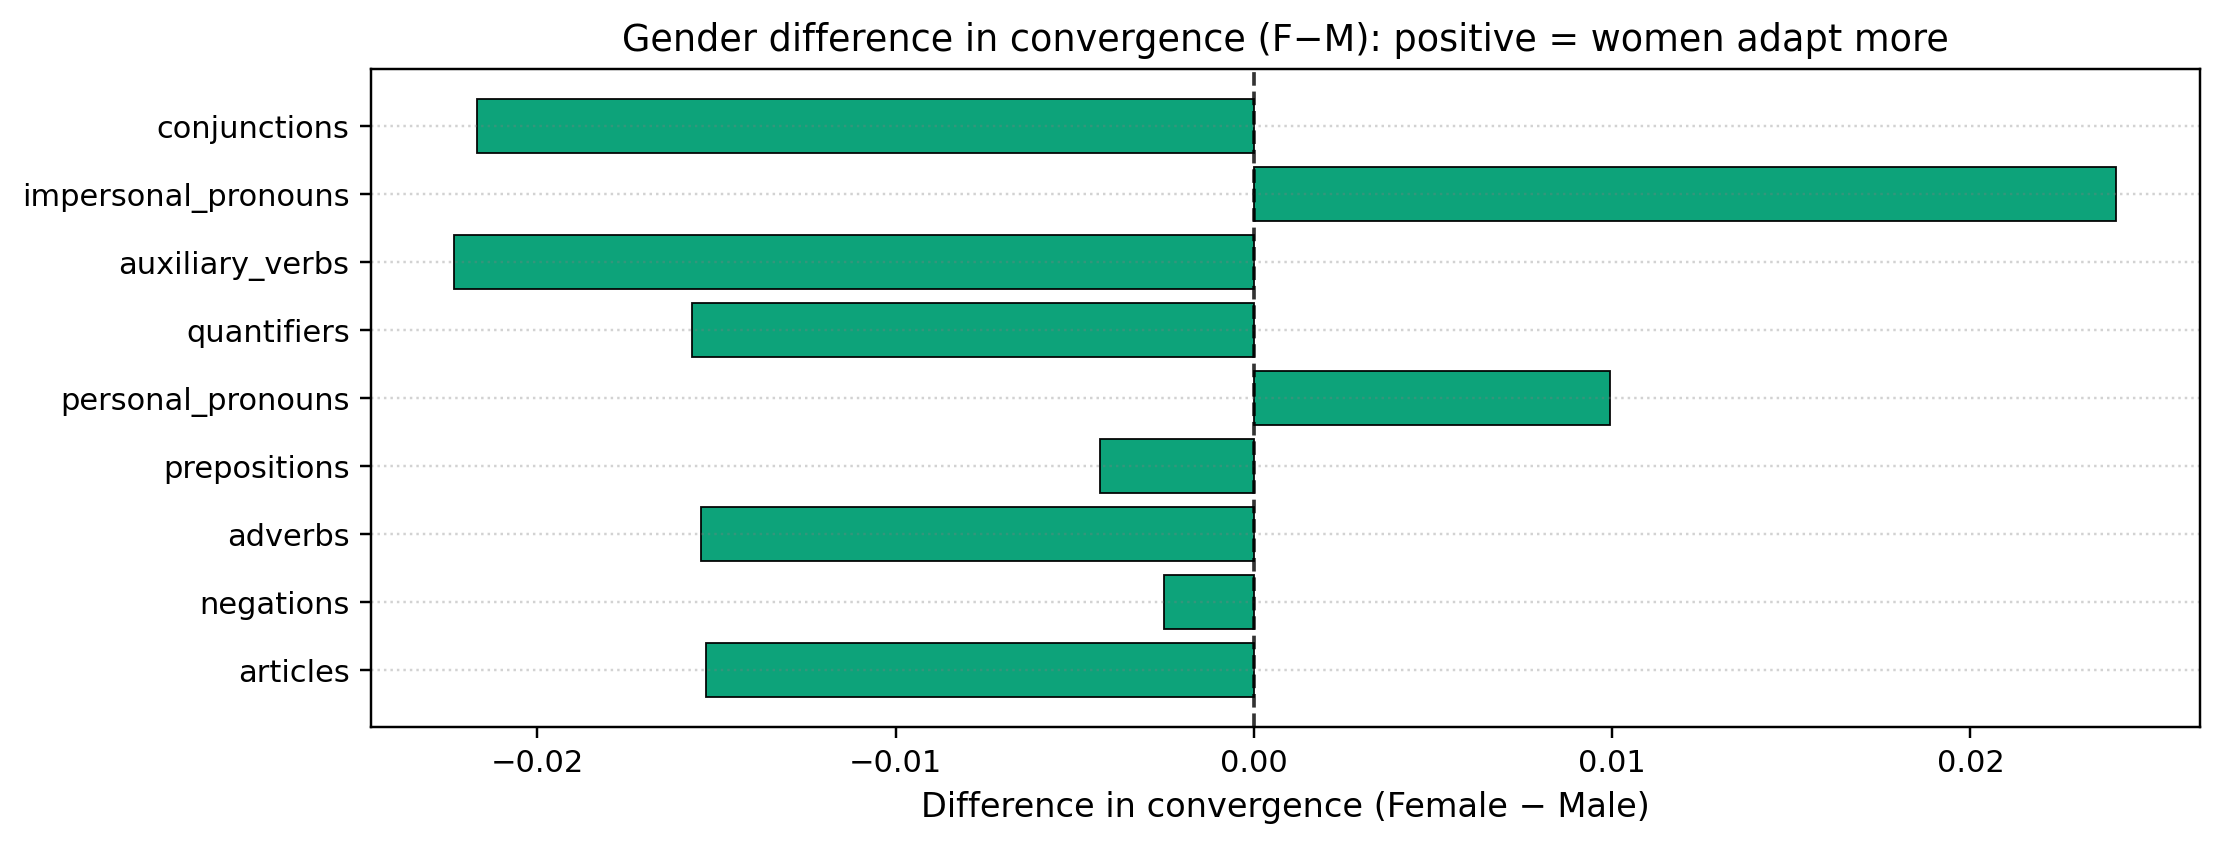 Gender difference in convergence (F−M): positive = women adapt more
conjunctions
impersonal_pronouns
auxiliary_verbs
quantifiers
personal_pronouns
prepositions
adverbs
negations
articles
−0.02 −0.01 0.00 0.01 0.02
Difference in convergence (Female − Male)